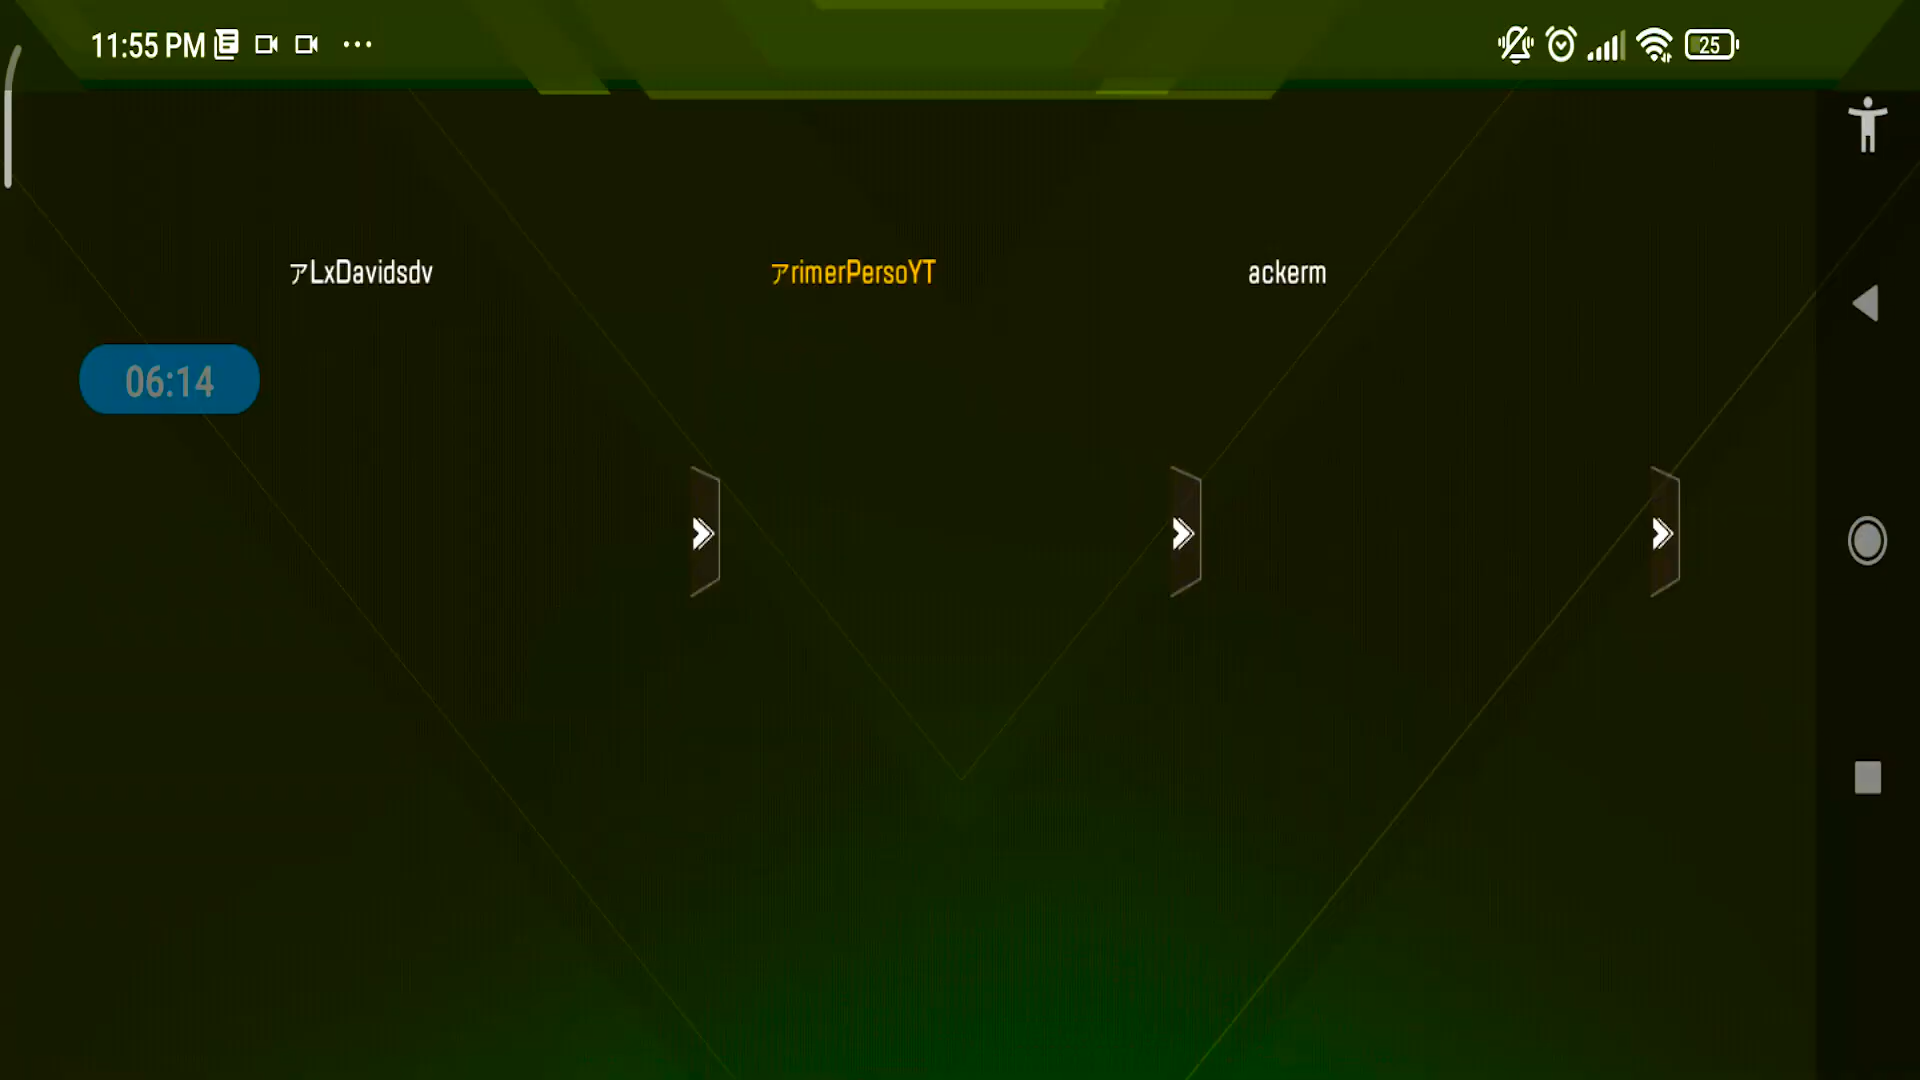 11:55 PM
25
アLxDavidsdv
アrimerPersoYT
ackerm
06:14